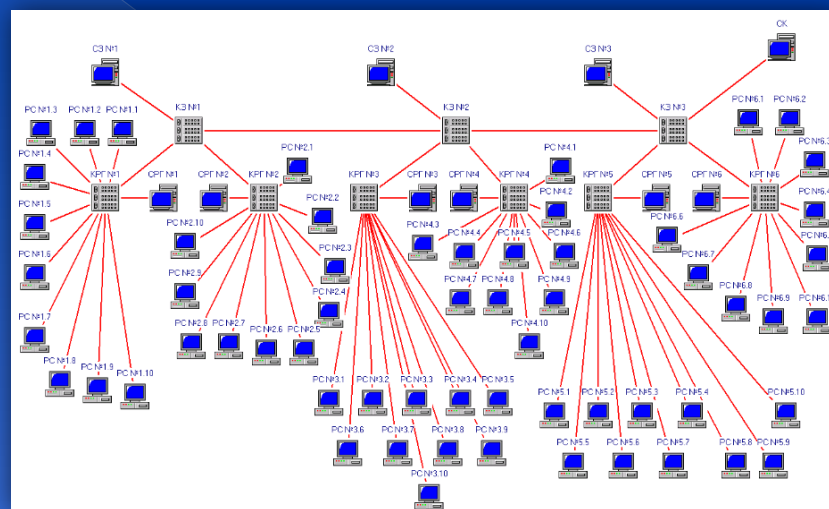 СК
СЗ №1
СЗ №2
СЗ №3
КЗ №1
КЗ №2
КЗ №3
РС №1.3
РС №1.2
РС №1.1
РС №6.1
РС №6.2
РС №2.1
РС №4.1
РС №6.3
РС №1.4
КРГ №1
СРГ №1
СРГ №2
КРГ №2
КРГ №3
СРГ №3
СРГ №4
КРГ №4
КРГ №5
СРГ №5
СРГ №6
КРГ №6
РС №1.5
РС №2.10
РС №2.2
РС №4.3
РС №4.2
РС №6.6
РС №6.4
РС №1.6
РС №2.9
РС №2.3
РС №4.4
РС №4.5
РС №4.6
РС №6.7
РС №1.7
РС №2.4
РС №4.7
РС №4.8
РС №4.9
РС №6.8
РС №6.9
РС №2.8
РС №2.7
РС №2.6
РС №2.5
РС №4.10
РС №1.8
РС №1.9
РС №1.10
РС №3.1
РС №3.2
РС №3.3
РС №3.4
РС №3.5
РС №5.1
РС №5.2
РС №5.3
РС №5.4
РС №5.10
РС №3.6
РС №3.7
РС №3.8
РС №3.9
РС №5.5
РС №5.6
РС №5.7
РС №5.8
РС №5.9
РС №3.10